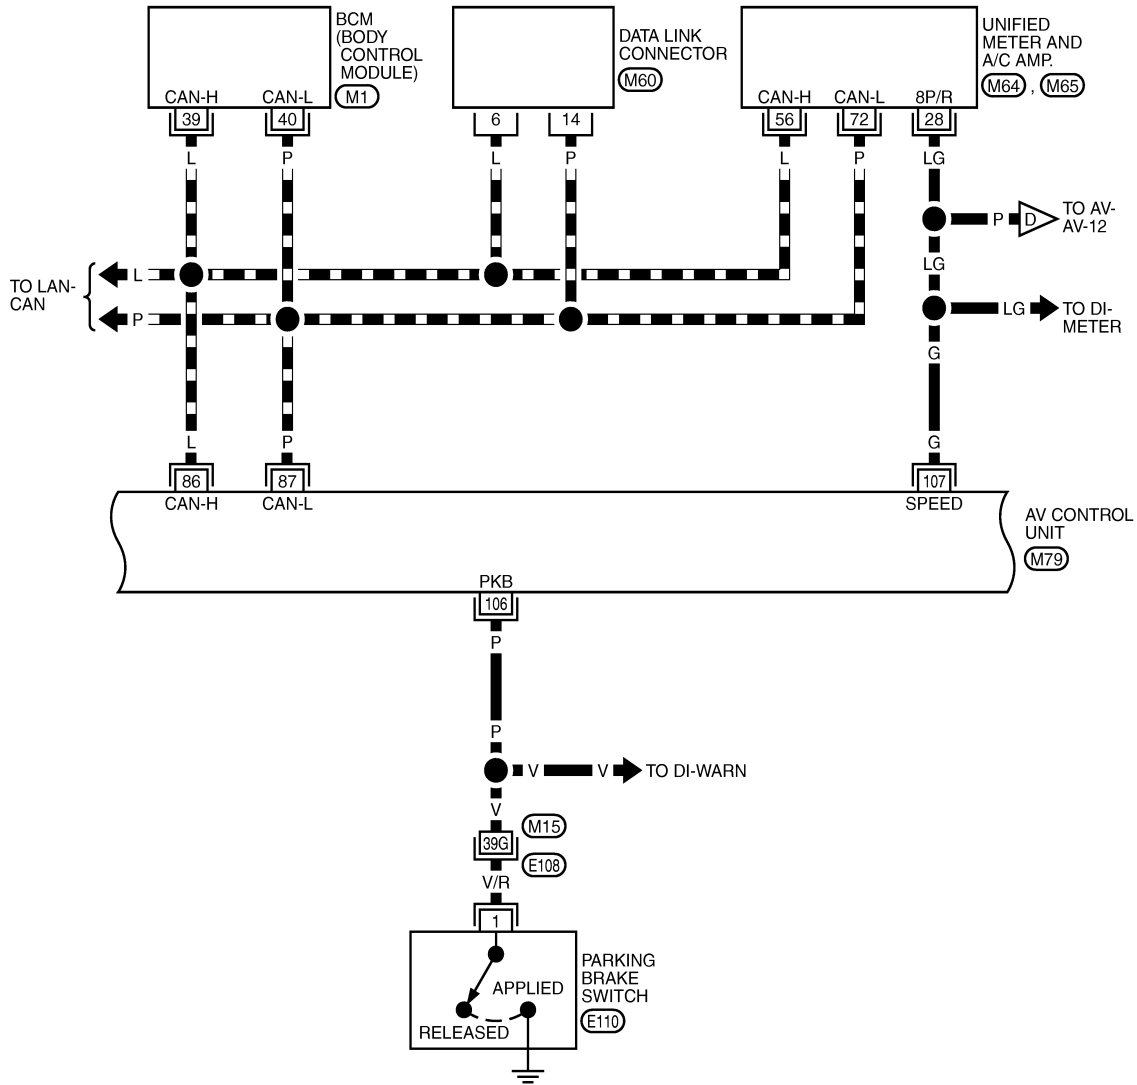 BCM
(BODY
CONTROL
MODULE)
M1
CAN-H
CAN-L
39
40
DATA LINK
CONNECTOR
M60
6
14
UNIFIED
METER AND
A/C AMP.
M64 , M65
CAN-H
CAN-L
8P/R
56
72
28
L
P
L
P
L
P
LG
P
D
TO AV-
AV-12
LG
TO LAN-
CAN
L
P
LG
TO DI-
METER
G
L
P
G
86
87
107
CAN-H
CAN-L
SPEED
AV CONTROL
UNIT
M79
PKB
106
P
P
V
V
TO DI-WARN
V
M15
39G
E108
V/R
1
PARKING
BRAKE
SWITCH
E110
APPLIED
RELEASED